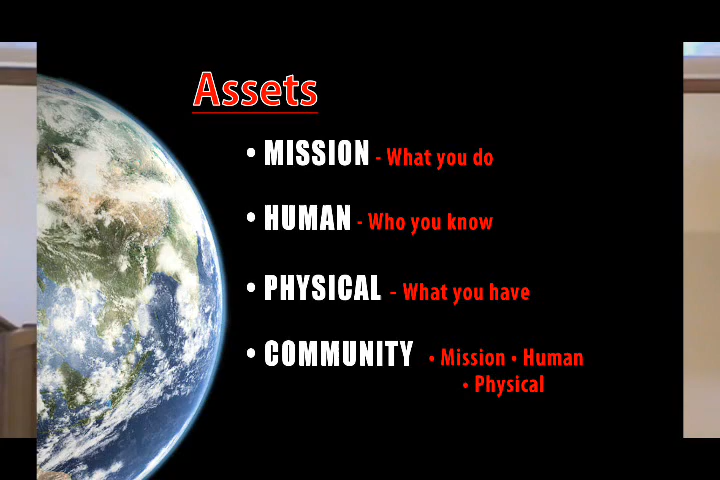 Assets
• MISSION - What you do
• HUMAN - Who you know
• PHYSICAL - What you have
• COMMUNITY • Mission • Human
• Physical